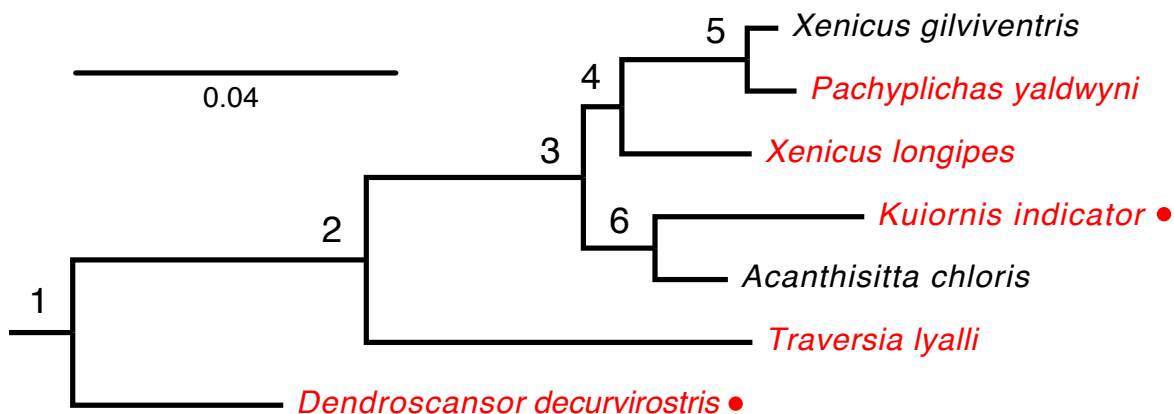 5 Xenicus gilviventris
0.04
4 Pachyplichas yaldwyni
3 Xenicus longipes
Kuiornis indicator
2 6
Acanthisitta chloris
1
Traversia lyalli
Dendroscansor decurvirostris